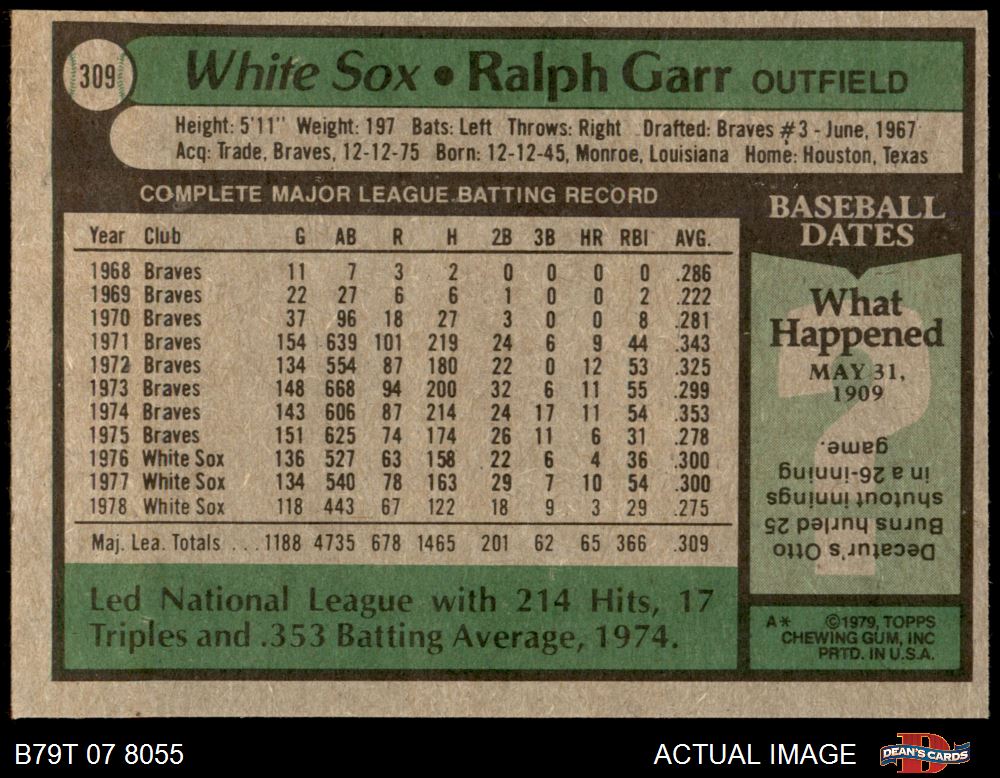 309
White Sox • Ralph Garr OUTFIELD
Height: 5'11" Weight: 197 Bats: Left Throws: Right Drafted: Braves #3 - June, 1967
Acq: Trade, Braves, 12-12-75 Born: 12-12-45, Monroe, Louisiana Home: Houston, Texas
COMPLETE MAJOR LEAGUE BATTING RECORD
Year Club G AB R H 2B 3B HR RBI AVG.
1968 Braves 11 7 3 2 0 0 0 0 .286
1969 Braves 22 27 6 6 1 0 0 2 .222
1970 Braves 37 96 18 27 3 0 0 8 .281
1971 Braves 154 639 101 219 24 6 9 44 .343
1972 Braves 134 554 87 180 22 0 12 53 .325
1973 Braves 148 668 94 200 32 6 11 55 .299
1974 Braves 143 606 87 214 24 17 11 54 .353
1975 Braves 151 625 74 174 26 11 6 31 .278
1976 White Sox 136 527 63 158 22 6 4 36 .300
1977 White Sox 134 540 78 163 29 7 10 54 .300
1978 White Sox 118 443 67 122 18 9 3 29 .275
Maj. Lea. Totals ...1188 4735 678 1465 201 62 65 366 .309
Led National League with 214 Hits, 17
Triples and .353 Batting Average, 1974.
BASEBALL
DATES
What
Happened
MAY 31,
1909
Decatur's Otto
Burns hurled 25
shutout innings
in a 26-inning
game.
A* ©1979, TOPPS
CHEWING GUM, INC
PRTD. IN U.S.A.
B79T 07 8055
ACTUAL IMAGE
D
DEAN'S CARDS